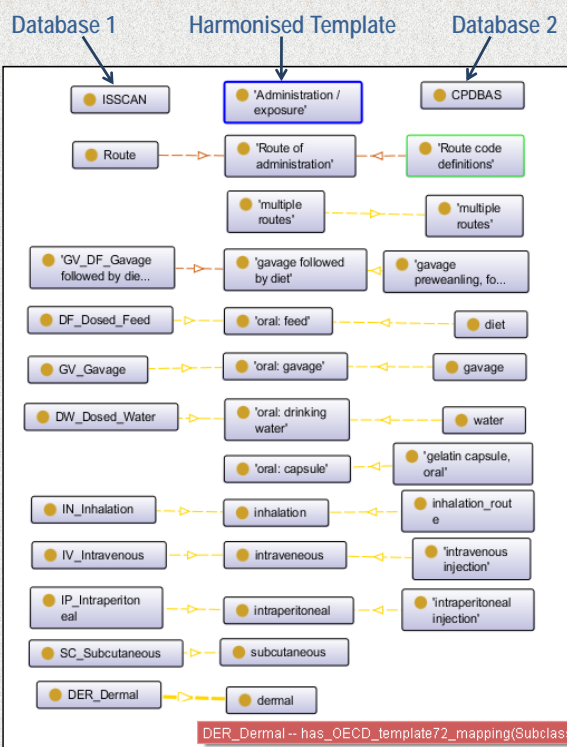 Database 1 Harmonised Template Database 2
ISSCAN 'Administration / CPDBAS
exposure'
Route 'Route of 'Route code
administration' definitions'
'multiple 'multiple
routes' routes'
'GV_DF_Gavage 'gavage followed 'gavage
followed by die... by diet' preweanling, fo...
DF_Dosed_Feed 'oral: feed' diet
GV_Gavage 'oral: gavage' gavage
DW_Dosed_Water 'oral: drinking water
water'
'oral: capsule' 'gelatin capsule,
oral'
IN_Inhalation inhalation inhalation_rout
e
IV_Intravenous intraveneous 'intravenous
injection'
IP_Intraperiton intraperitoneal 'intraperitoneal
eal injection'
SC_Subcutaneous subcutaneous
DER_Dermal dermal
DER_Dermal -- has_OECD_template72_mapping(Subclass